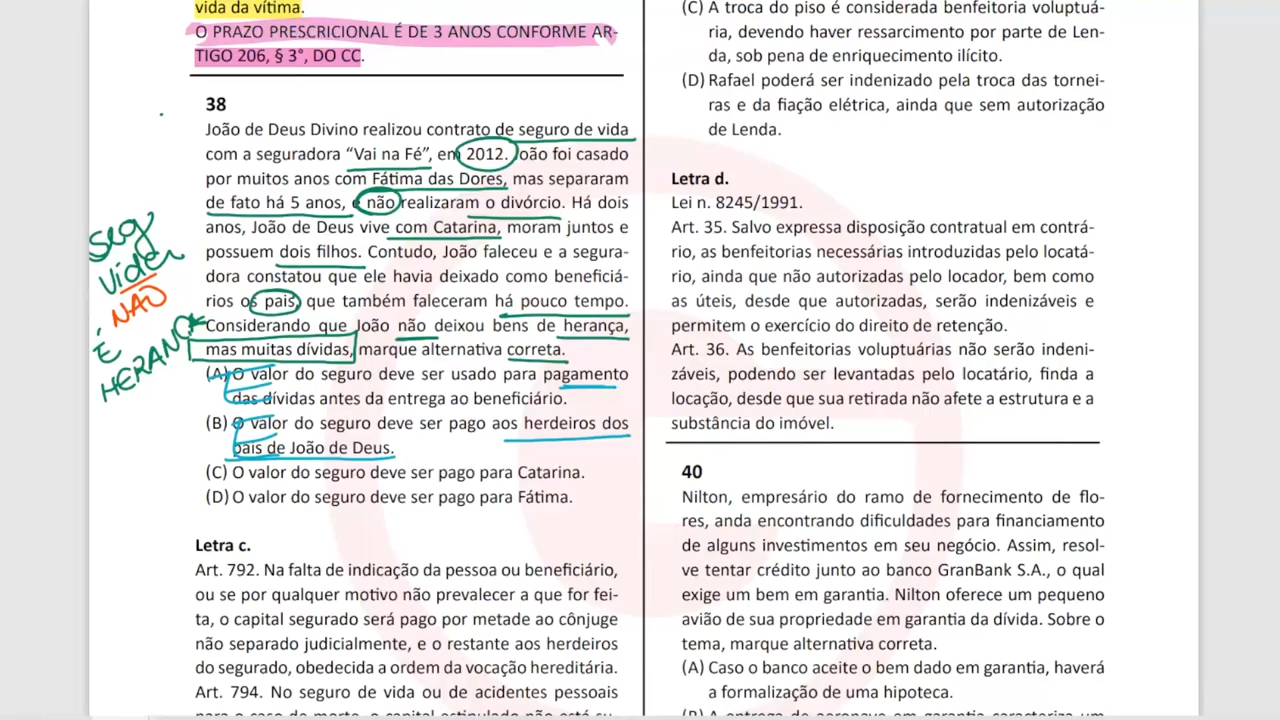 vida da vítima.
O PRAZO PRESCRICIONAL É DE 3 ANOS CONFORME AR-
TIGO 206, § 3°, DO CC.
38
João de Deus Divino realizou contrato de seguro de vida
com a seguradora “Vai na Fé”, em 2012. João foi casado
por muitos anos com Fátima das Dores, mas separaram
de fato há 5 anos, e não realizaram o divórcio. Há dois
anos, João de Deus vive com Catarina, moram juntos e
possuem dois filhos. Contudo, João faleceu e a segura-
dora constatou que ele havia deixado como beneficiá-
rios os pais, que também faleceram há pouco tempo.
Considerando que João não deixou bens de herança,
mas muitas dívidas, marque alternativa correta.
(A) O valor do seguro deve ser usado para pagamento
das dívidas antes da entrega ao beneficiário.
(B) O valor do seguro deve ser pago aos herdeiros dos
pais de João de Deus.
(C) O valor do seguro deve ser pago para Catarina.
(D) O valor do seguro deve ser pago para Fátima.
Seg
Vida
NÃO
É
HERANÇ
Letra c.
Art. 792. Na falta de indicação da pessoa ou beneficiário,
ou se por qualquer motivo não prevalecer a que for fei-
ta, o capital segurado será pago por metade ao cônjuge
não separado judicialmente, e o restante aos herdeiros
do segurado, obedecida a ordem da vocação hereditária.
Art. 794. No seguro de vida ou de acidentes pessoais
para o caso de morte, o capital estipulado não está su-
(C) A troca do piso é considerada benfeitoria voluptuá-
ria, devendo haver ressarcimento por parte de Len-
da, sob pena de enriquecimento ilícito.
(D) Rafael poderá ser indenizado pela troca das tornei-
ras e da fiação elétrica, ainda que sem autorização
de Lenda.
Letra d.
Lei n. 8245/1991.
Art. 35. Salvo expressa disposição contratual em contrá-
rio, as benfeitorias necessárias introduzidas pelo locatá-
rio, ainda que não autorizadas pelo locador, bem como
as úteis, desde que autorizadas, serão indenizáveis e
permitem o exercício do direito de retenção.
Art. 36. As benfeitorias voluptuárias não serão indeni-
záveis, podendo ser levantadas pelo locatário, finda a
locação, desde que sua retirada não afete a estrutura e a
substância do imóvel.
40
Nilton, empresário do ramo de fornecimento de flo-
res, anda encontrando dificuldades para financiamento
de alguns investimentos em seu negócio. Assim, resol-
ve tentar crédito junto ao banco GranBank S.A., o qual
exige um bem em garantia. Nilton oferece um pequeno
avião de sua propriedade em garantia da dívida. Sobre o
tema, marque alternativa correta.
(A) Caso o banco aceite o bem dado em garantia, haverá
a formalização de uma hipoteca.
(B) A entrega de aeronave em garantia caracteriza um